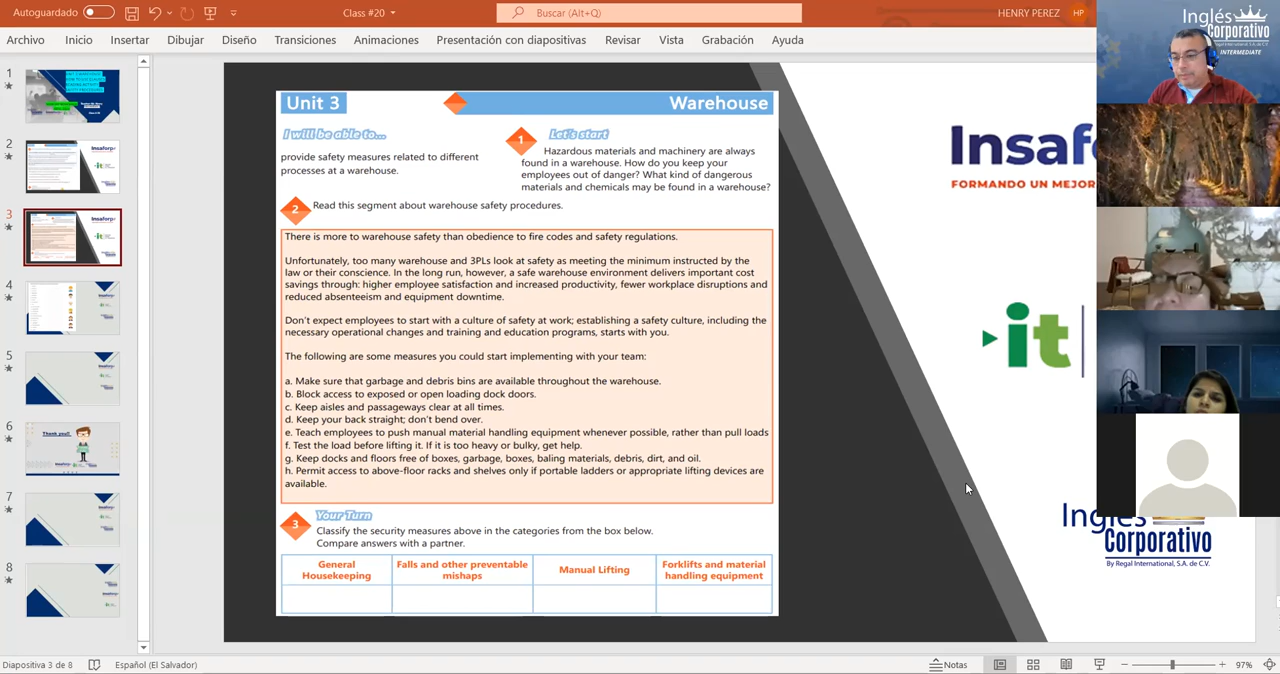 Autoguardado
Class #20
Buscar (Alt+Q)
HENRY PEREZ
HP
Archivo Inicio Insertar Dibujar Diseño Transiciones Animaciones Presentación con diapositivas Revisar Vista Grabación Ayuda
Inglés
Corporativo
by Regal International, S.A. de C.V.
INTERMEDIATE
1
2
3
4
5
6
7
8
Thank you!!
Unit 3
Warehouse
I will be able to...
provide safety measures related to different
processes at a warehouse.
1
Let's start
Hazardous materials and machinery are always
found in a warehouse. How do you keep your
employees out of danger? What kind of dangerous
materials and chemicals may be found in a warehouse?
2
Read this segment about warehouse safety procedures.
There is more to warehouse safety than obedience to fire codes and safety regulations.
Unfortunately, too many warehouse and 3PLs look at safety as meeting the minimum instructed by the
law or their conscience. In the long run, however, a safe warehouse environment delivers important cost
savings through: higher employee satisfaction and increased productivity, fewer workplace disruptions and
reduced absenteeism and equipment downtime.
Don't expect employees to start with a culture of safety at work; establishing a safety culture, including the
necessary operational changes and training and education programs, starts with you.
The following are some measures you could start implementing with your team:
a. Make sure that garbage and debris bins are available throughout the warehouse.
b. Block access to exposed or open loading dock doors.
c. Keep aisles and passageways clear at all times.
d. Keep your back straight; don't bend over.
e. Teach employees to push manual material handling equipment whenever possible, rather than pull loads
f. Test the load before lifting it. If it is too heavy or bulky, get help.
g. Keep docks and floors free of boxes, garbage, boxes, baling materials, debris, dirt, and oil.
h. Permit access to above-floor racks and shelves only if portable ladders or appropriate lifting devices are
available.
3
Your Turn
Classify the security measures above in the categories from the box below.
Compare answers with a partner.
General
Housekeeping
Falls and other preventable
mishaps
Manual Lifting
Forklifts and material
handling equipment
Insaf
FORMANDO UN MEJOR
it
Inglés
Corporativo
By Regal International, S.A. de C.V.
Diapositiva 3 de 8
Español (El Salvador)
Notas
97%